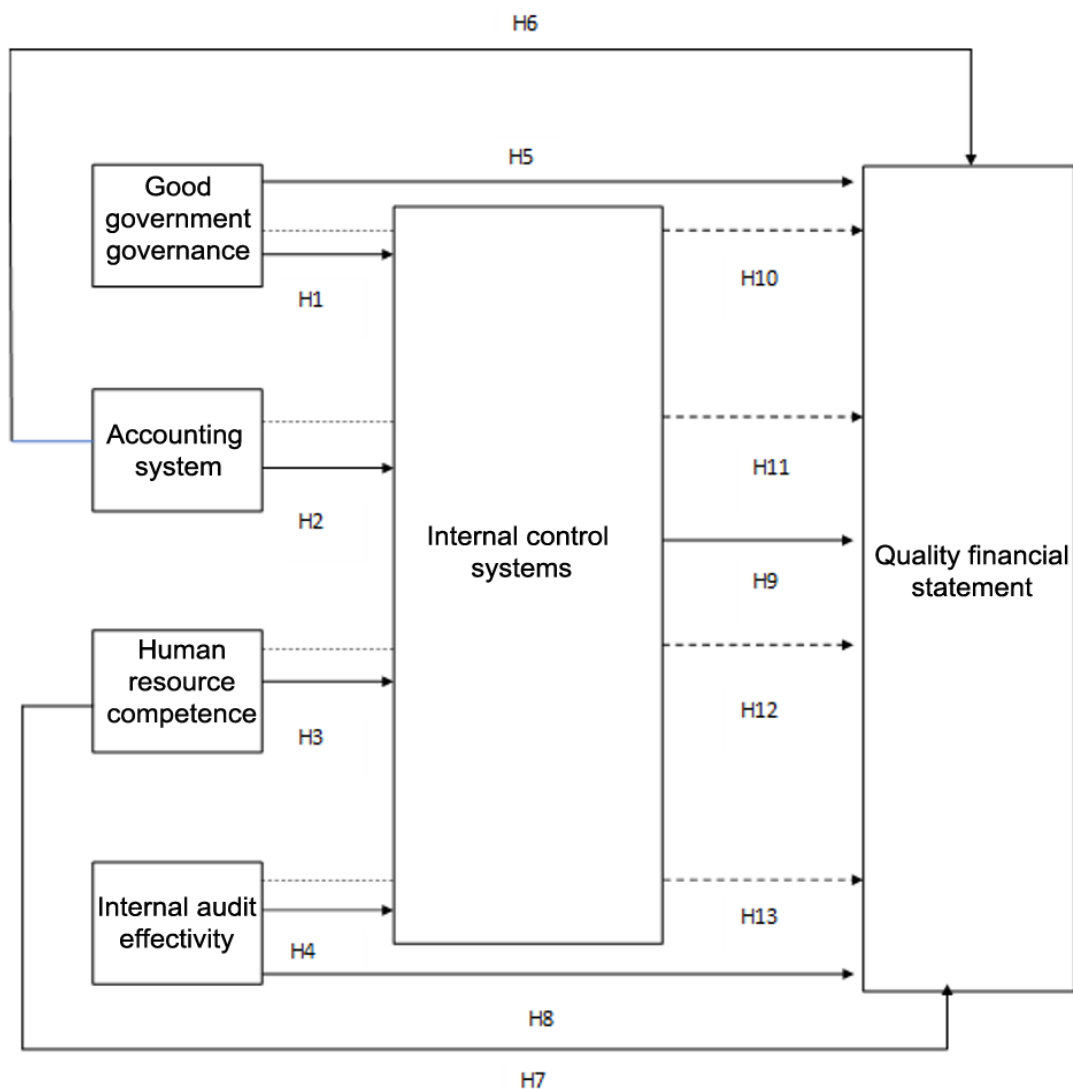 H6
H5
Good
government
governance
H1
H10
Accounting
system
H2
H11
Internal control
systems
H9
Quality financial
statement
Human
resource
competence
H3
H12
Internal audit
effectivity
H4
H13
H8
H7